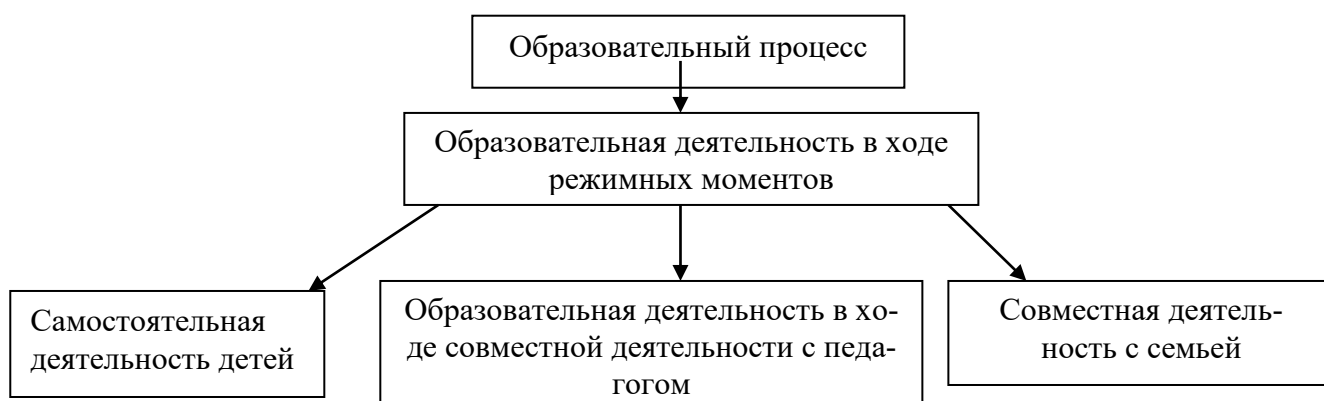 Образовательный процесс
Образовательная деятельность в ходе
режимных моментов
Самостоятельная
деятельность детей
Образовательная деятельность в хо-
де совместной деятельности с педа-
гогом
Совместная деятель-
ность с семьей